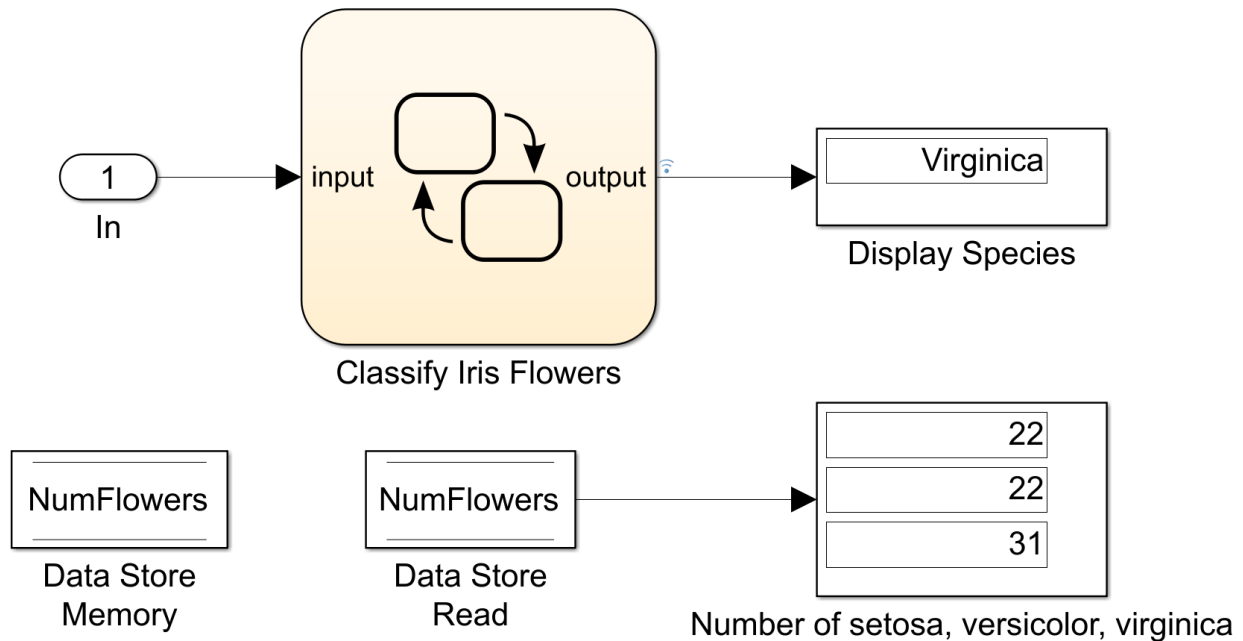 1
In
input
output
Classify Iris Flowers
Virginica
Display Species
NumFlowers
Data Store
Memory
NumFlowers
Data Store
Read
22
22
31
Number of setosa, versicolor, virginica